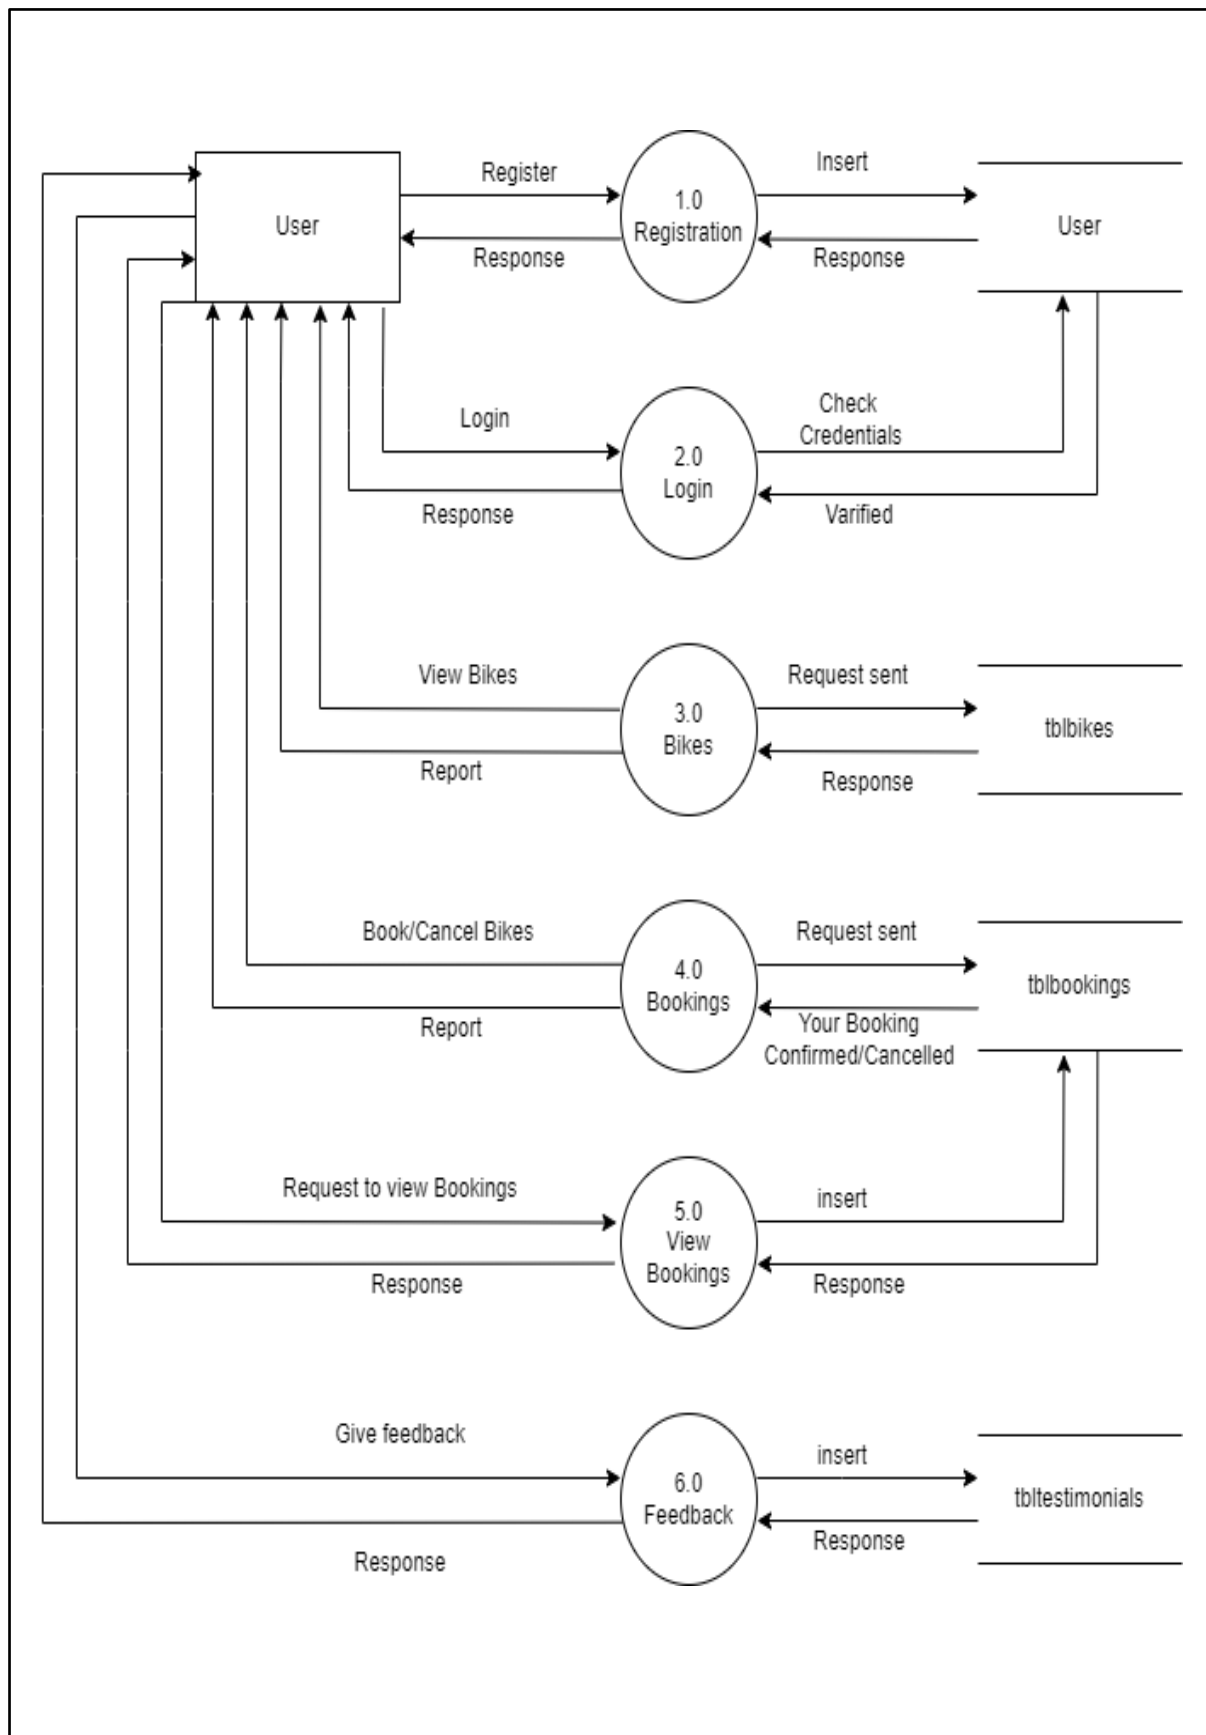 Register
Insert
1.0
Registration
User
User
Response
Response
Login
Check
Credentials
2.0
Login
Response
Varified
View Bikes
Request sent
3.0
Bikes
tblbikes
Report
Response
Book/Cancel Bikes
Request sent
4.0
Bookings
tblbookings
Report
Your Booking
Confirmed/Cancelled
Request to view Bookings
insert
5.0
View
Bookings
Response
Response
Give feedback
insert
6.0
Feedback
tbltestimonials
Response
Response